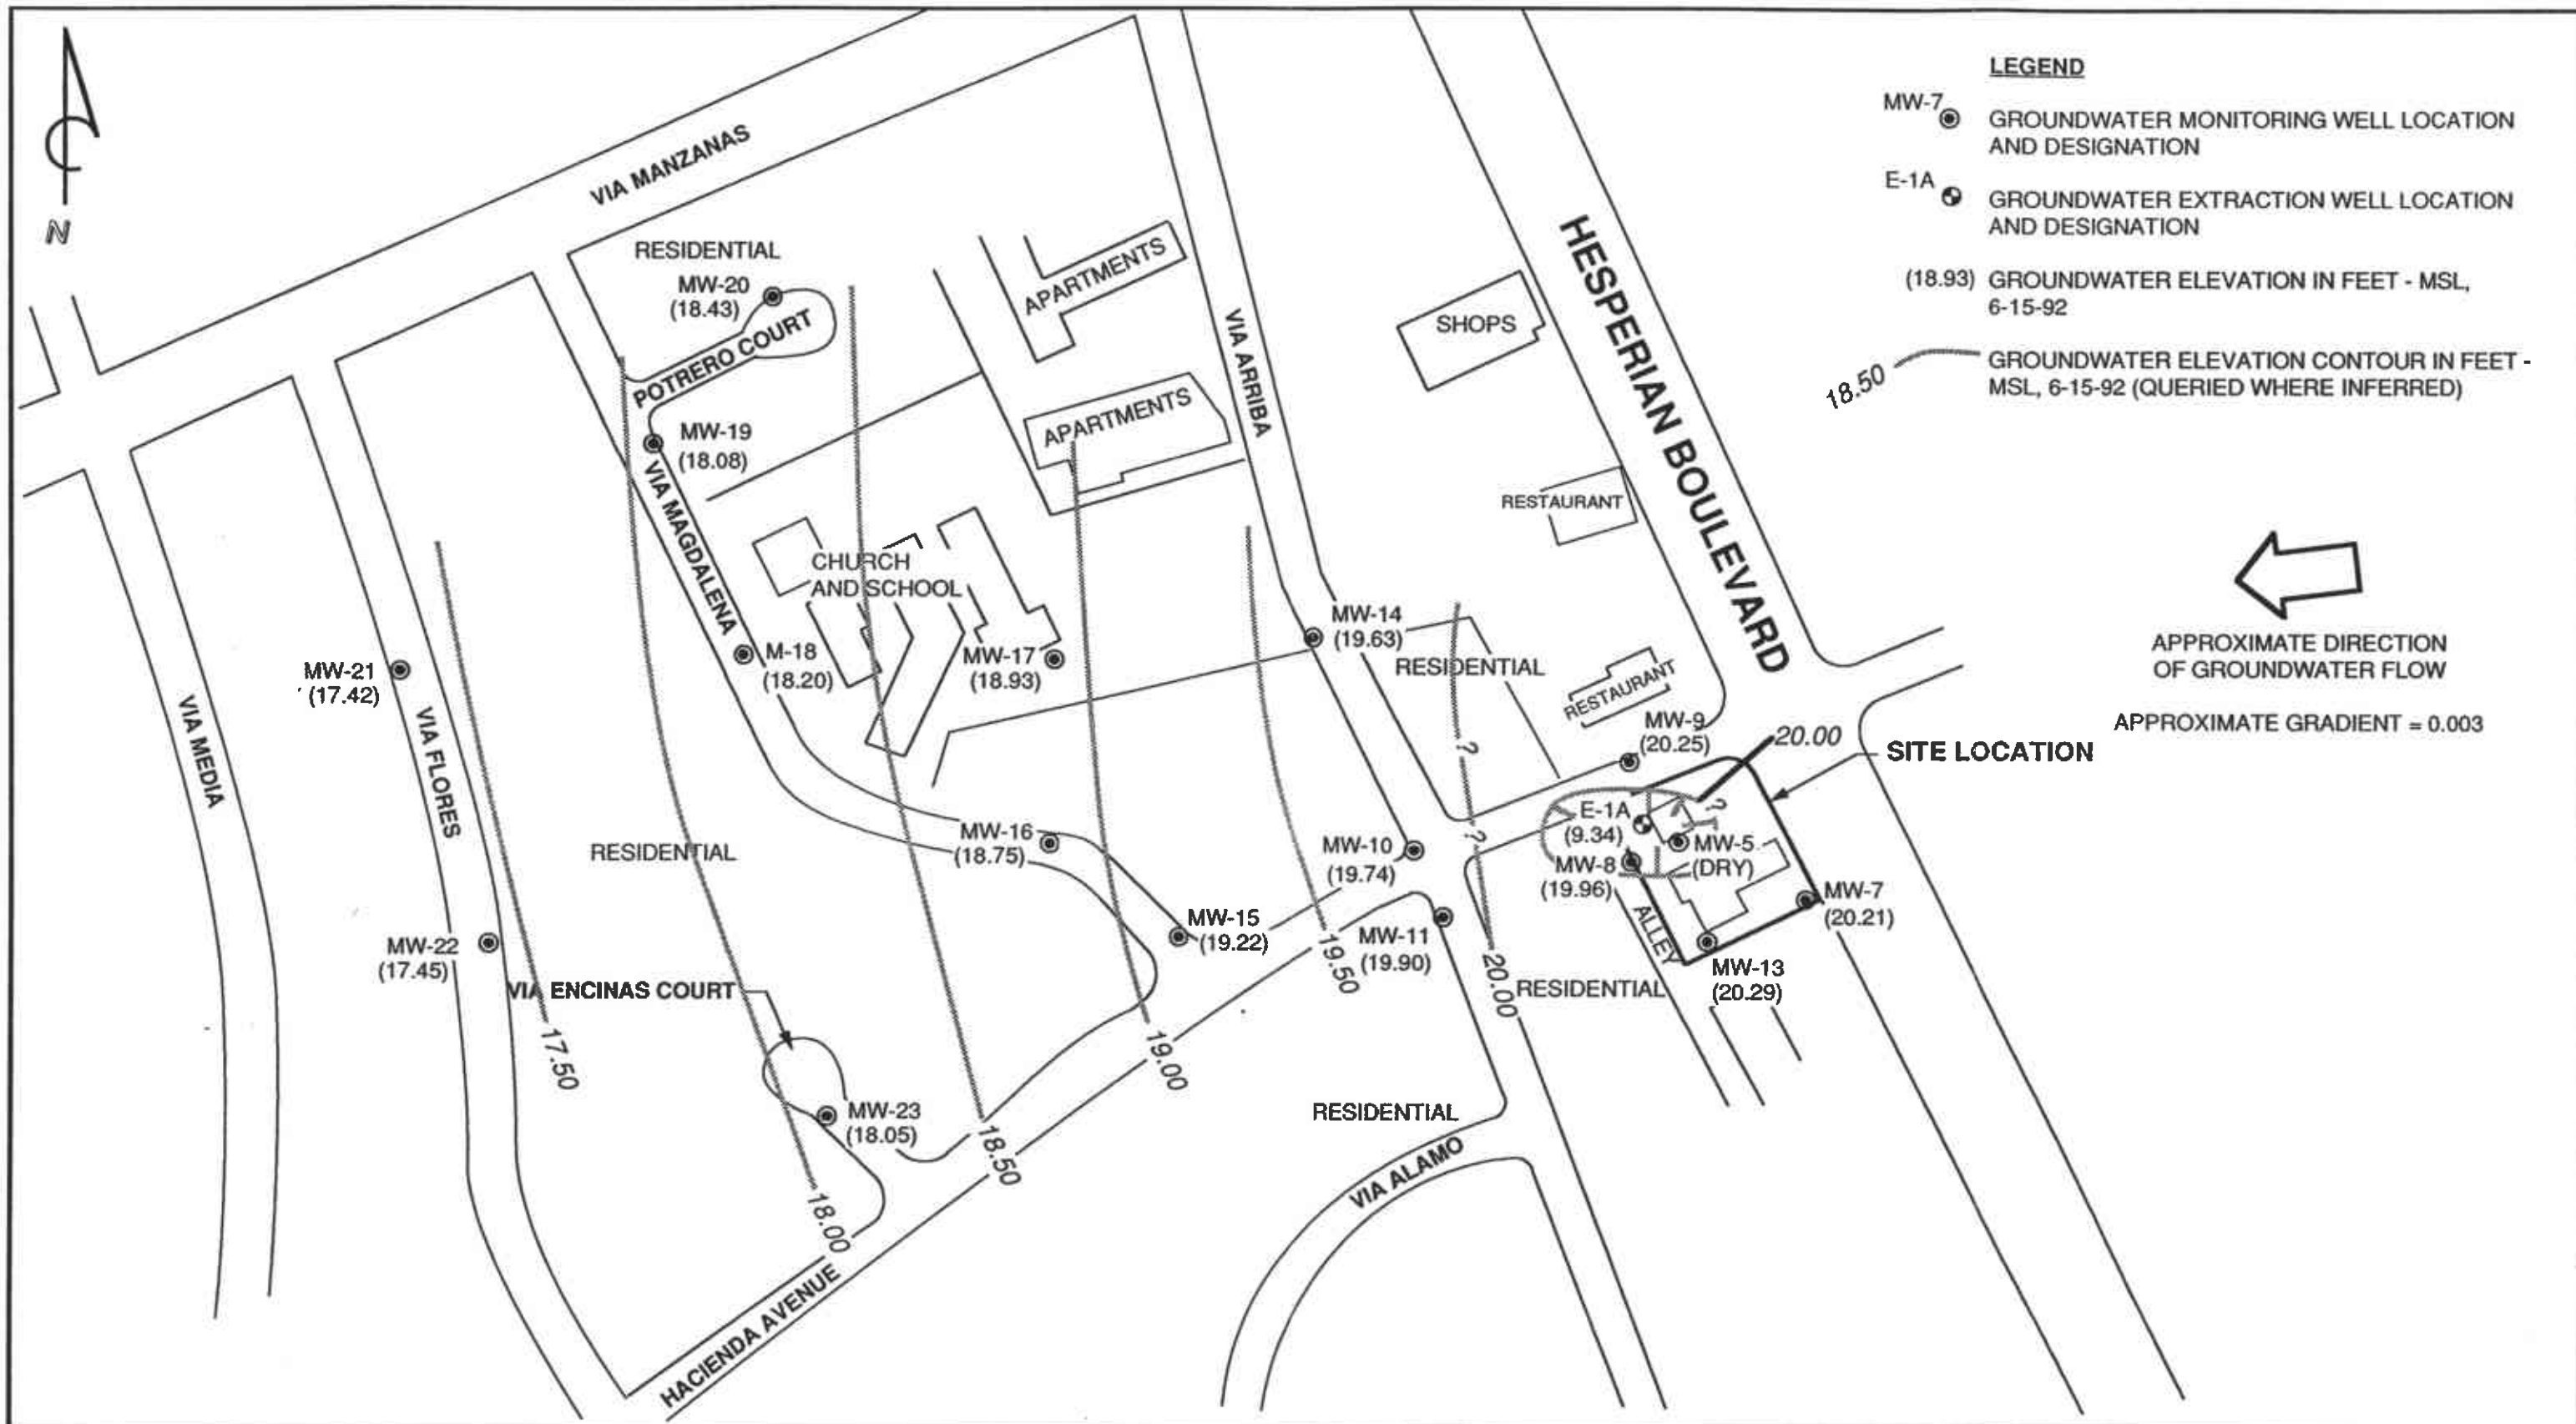 LEGEND
MW-7
GROUNDWATER MONITORING WELL LOCATION
AND DESIGNATION
E-1A
GROUNDWATER EXTRACTION WELL LOCATION
AND DESIGNATION
(18.93) GROUNDWATER ELEVATION IN FEET - MSL,
6-15-92
18.50
GROUNDWATER ELEVATION CONTOUR IN FEET -
MSL, 6-15-92 (QUERIED WHERE INFERRED)
APPROXIMATE DIRECTION
OF GROUNDWATER FLOW
APPROXIMATE GRADIENT = 0.003
N
VIA MANZANAS
RESIDENTIAL
MW-20
(18.43)
POTRERO COURT
MW-19
(18.08)
VIA MAGDALENA
APARTMENTS
APARTMENTS
VIA ARRIBA
SHOPS
HESPERIAN BOULEVARD
RESTAURANT
CHURCH
AND SCHOOL
M-18
(18.20)
MW-17
(18.93)
MW-14
(19.63)
RESIDENTIAL
RESTAURANT
MW-9
(20.25)
20.00
SITE LOCATION
MW-21
(17.42)
VIA MEDIA
VIA FLORES
?
?
?
E-1A
(9.34)
MW-5
(DRY)
MW-8
(19.96)
MW-7
(20.21)
ALLEY
MW-13
(20.29)
RESIDENTIAL
MW-16
(18.75)
MW-10
(19.74)
MW-15
(19.22)
MW-11
(19.90)
RESIDENTIAL
MW-22
(17.45)
VIA ENCINAS COURT
MW-23
(18.05)
17.50
18.00
18.50
19.00
19.50
20.00
RESIDENTIAL
VIA ALAMO
HACIENDA AVENUE